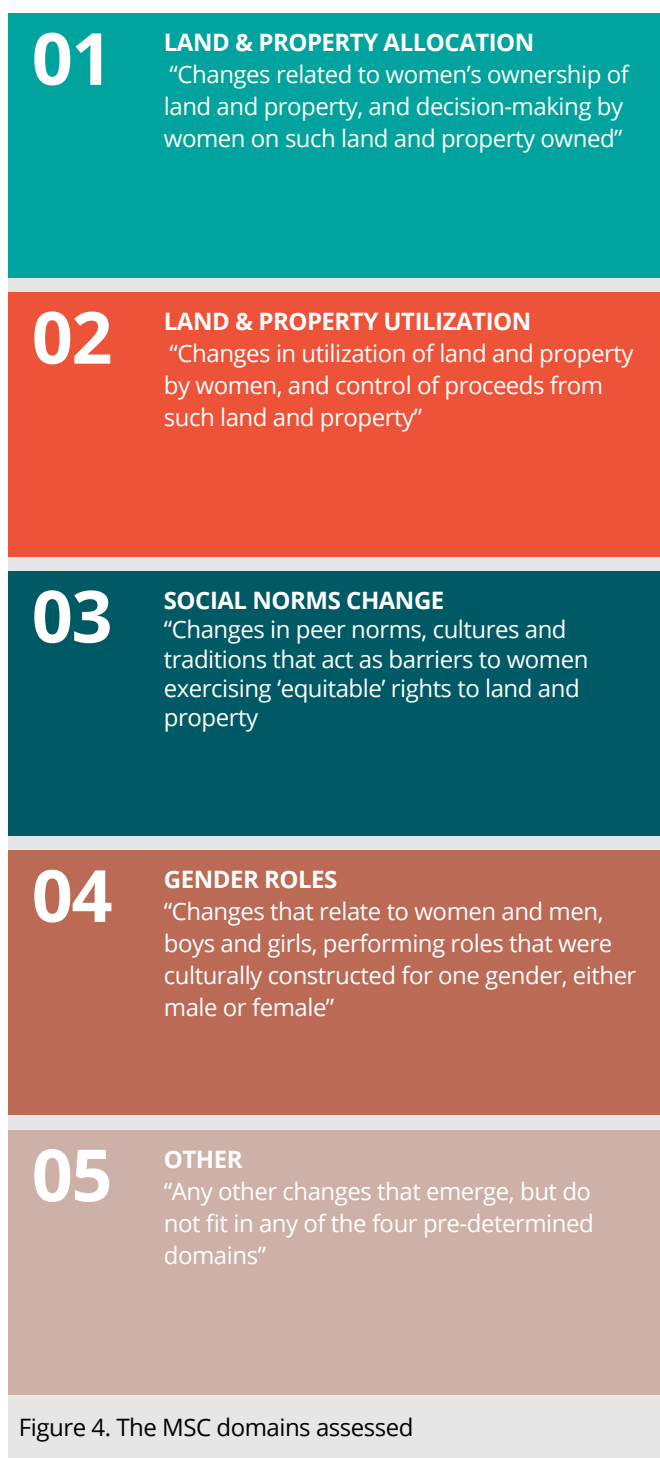 01
LAND & PROPERTY ALLOCATION
“Changes related to women’s ownership of
land and property, and decision-making by
women on such land and property owned”
02
LAND & PROPERTY UTILIZATION
“Changes in utilization of land and property
by women, and control of proceeds from
such land and property”
03
SOCIAL NORMS CHANGE
“Changes in peer norms, cultures and
traditions that act as barriers to women
exercising ‘equitable’ rights to land and
property
04
GENDER ROLES
“Changes that relate to women and men,
boys and girls, performing roles that were
culturally constructed for one gender, either
male or female”
05
OTHER
“Any other changes that emerge, but do
not fit in any of the four pre-determined
domains”
Figure 4. The MSC domains assessed